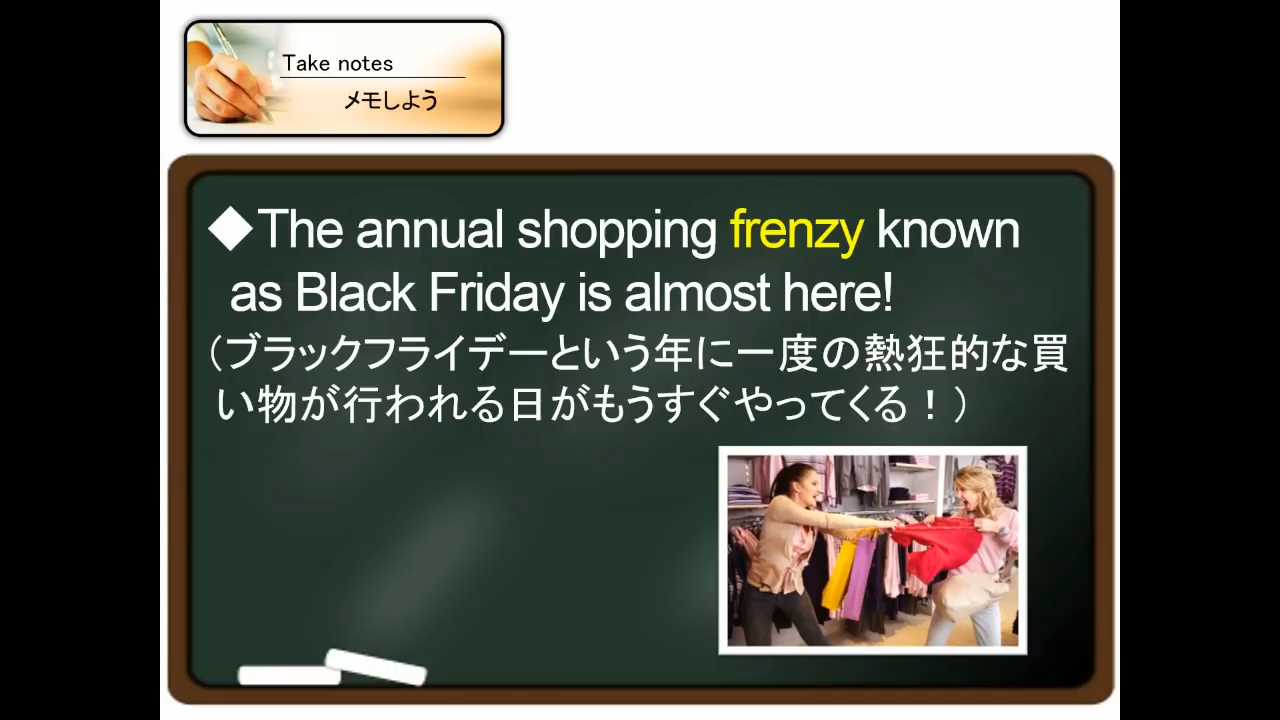 Take notes
メモしよう
◆The annual shopping frenzy known
as Black Friday is almost here!
（ブラックフライデーという年に一度の熱狂的な買
い物が行われる日がもうすぐやってくる！）